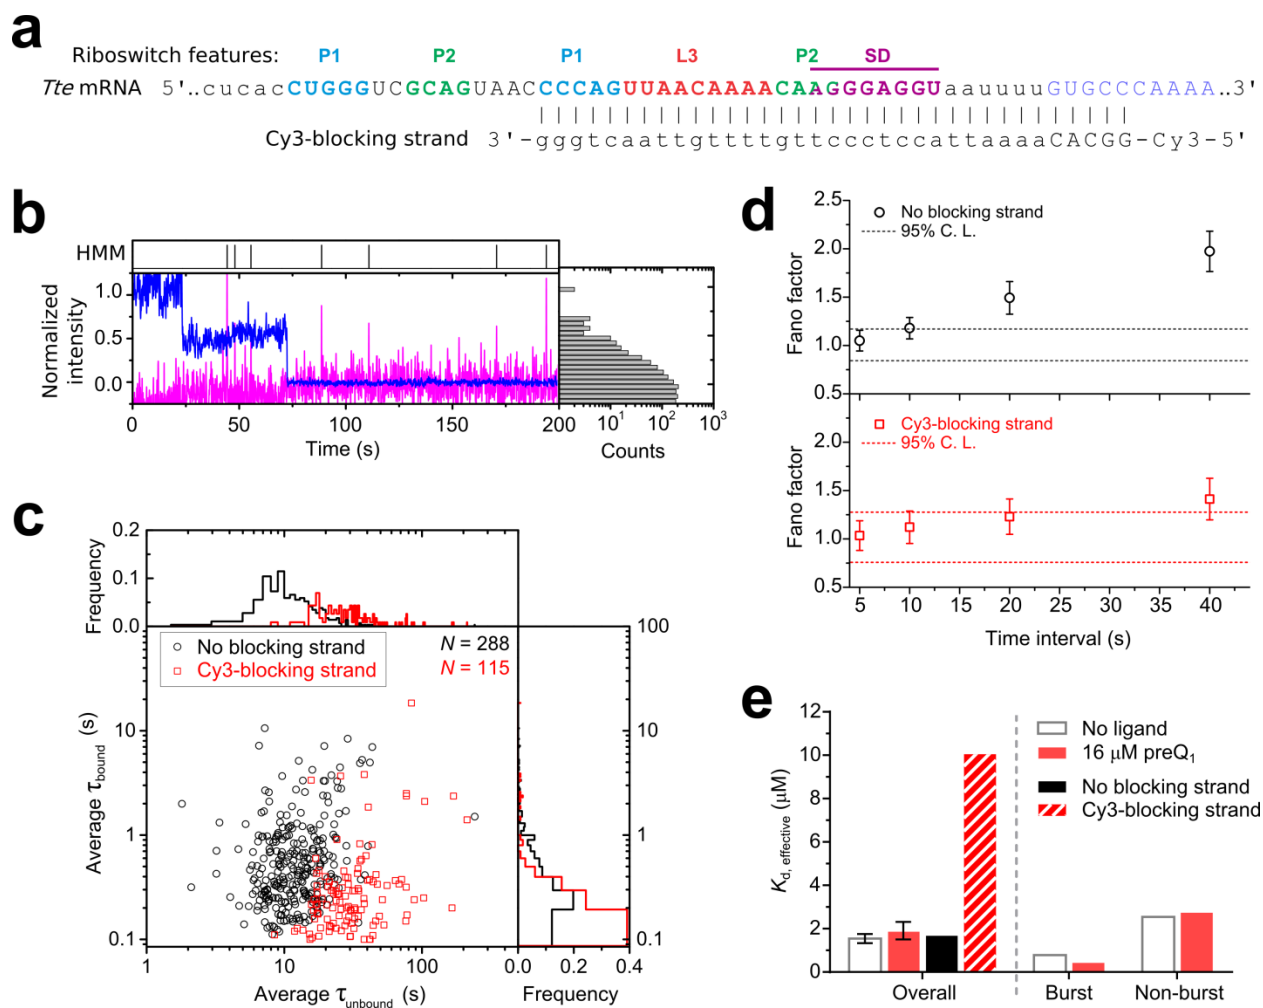 a
Riboswitch features: P1 P2 P1 L3 P2 SD
Tte mRNA 5'..cucacCUGGGUCGCAGUAACCCCAGUUAACAAAACAAGGGAGGUaauuuuGUGCCCAAAA..3'
Cy3-blocking strand 3'-gggtcaattgttttgttccctccattaaaaCACGG-Cy3-5'
b
HMM
Normalized intensity
1.0
0.5
0.0
0 50 100 150 200
Time (s)
10¹ 10² 10³
Counts
c
Frequency
0.2
0.1
0.0
No blocking strand N = 288
Cy3-blocking strand N = 115
Average τbound (s)
10
1
0.1
1 10 100
Average τunbound (s)
100
10
1
0.1
0.0 0.2 0.4
Frequency
d
Fano factor
2.5
2.0
1.5
1.0
0.5
No blocking strand
95% C. L.
Fano factor
2.0
1.5
1.0
0.5
Cy3-blocking strand
95% C. L.
5 10 15 20 25 30 35 40
Time interval (s)
e
Kd, effective (μM)
12
10
8
6
4
2
0
No ligand
16 μM preQ1
No blocking strand
Cy3-blocking strand
Overall Burst Non-burst